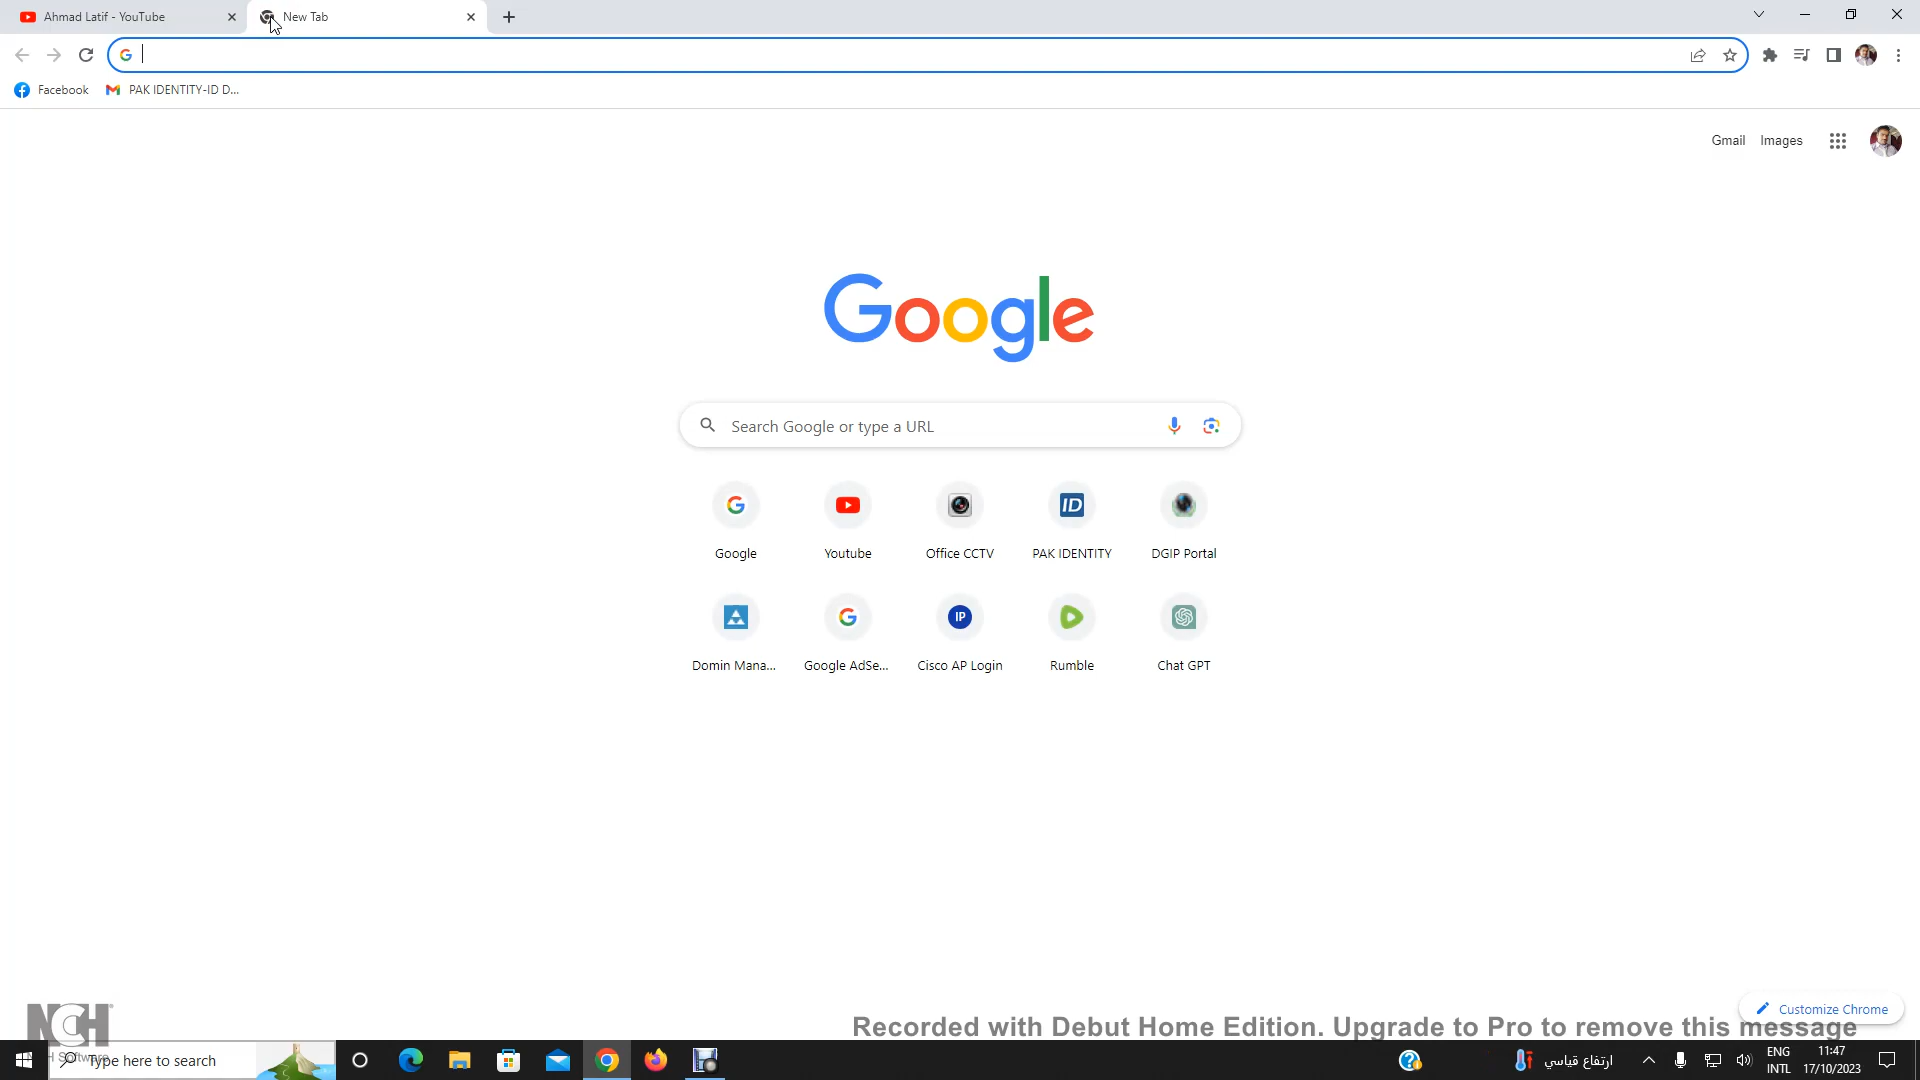 Ahmad Latif - YouTube
New Tab
Facebook
PAK IDENTITY-ID D...
Gmail Images
Google
Search Google or type a URL
Google Youtube Office CCTV PAK IDENTITY DGIP Portal
ID
IP
Domin Mana... Google AdSe... Cisco AP Login Rumble Chat GPT
Customize Chrome
NCH
Recorded with Debut Home Edition. Upgrade to Pro to remove this message
Type here to search
ارتفاع قياسي
ENG
INTL
11:47
17/10/2023